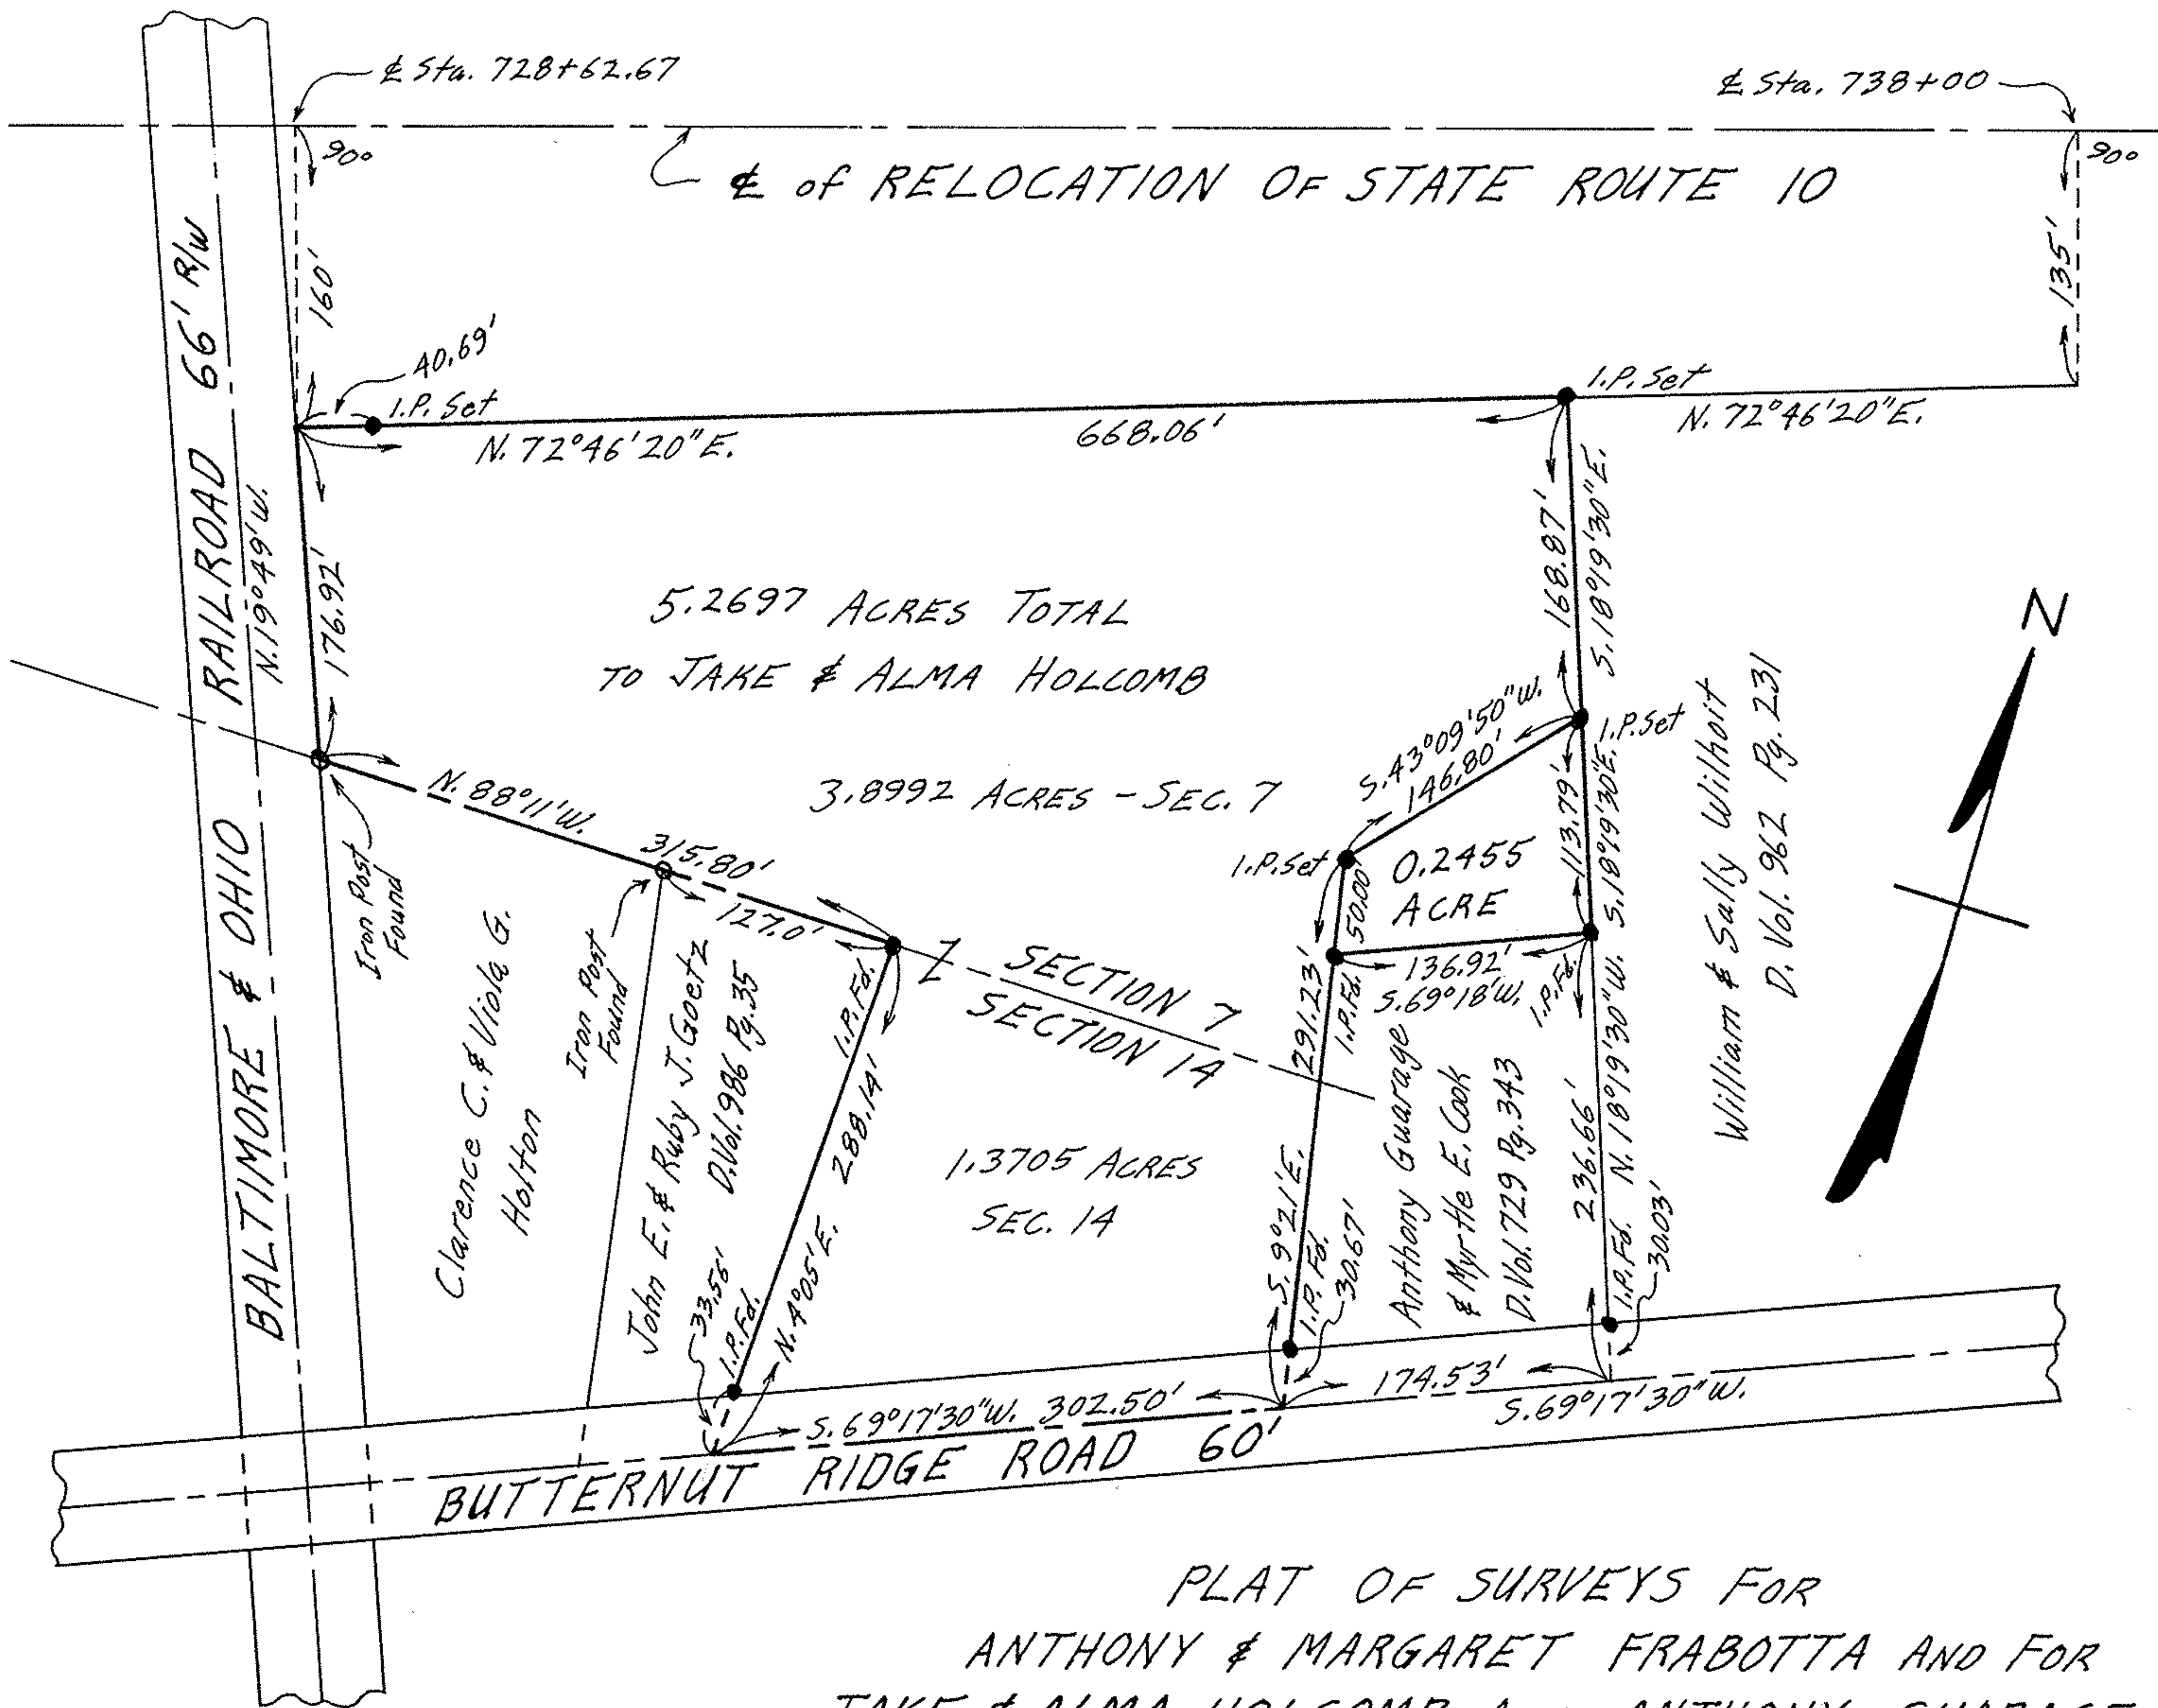 ℄ Sta. 728+62.67
℄ Sta. 738+00
90°
90°
℄ of RELOCATION OF STATE ROUTE 10
160'
135'
40.69'
I.P. Set
I.P. Set
N. 72°46'20"E.
668.06'
N. 72°46'20"E.
BALTIMORE & OHIO RAILROAD 66' R/W
N.19°49'W.
176.92'
168.87'
S.18°19'30"E.
5.2697 ACRES TOTAL
TO JAKE & ALMA HOLCOMB
N
3.8992 ACRES - SEC. 7
S.43°09'50"W.
146.80'
I.P.Set
113.79'
S.18°19'30"E.
William & Sally Wilhoit
D. Vol. 962 Pg. 231
N. 88°11'W.
315.80'
127.0'
Iron Post
Found
I.P.Set
50.00'
0.2455
ACRE
136.92'
S.69°18'W.
I.P.Fd.
I.P.Fd.
Iron Post
Found
Clarence C. & Viola G.
Holton
John E. & Ruby J. Goetz
D.Vol.986 Pg.35
I.P.Fd.
288.14'
N.4°05'E.
33.56'
I.P.Fd.
SECTION 7
SECTION 14
1.3705 ACRES
SEC. 14
291.23'
S.9°21'E.
I.P.Fd.
30.67'
Anthony Guarage
& Myrtle E. Cook
D.Vol.729 Pg.343
N.18°19'30"W.
236.66'
I.P.Fd.
30.03'
S.69°17'30"W. 302.50'
174.53'
S.69°17'30"W.
BUTTERNUT RIDGE ROAD 60'
PLAT OF SURVEYS FOR
ANTHONY & MARGARET FRABOTTA AND FOR
JAKE & ALMA HOLCOMB AND ANTHONY GUARAGE